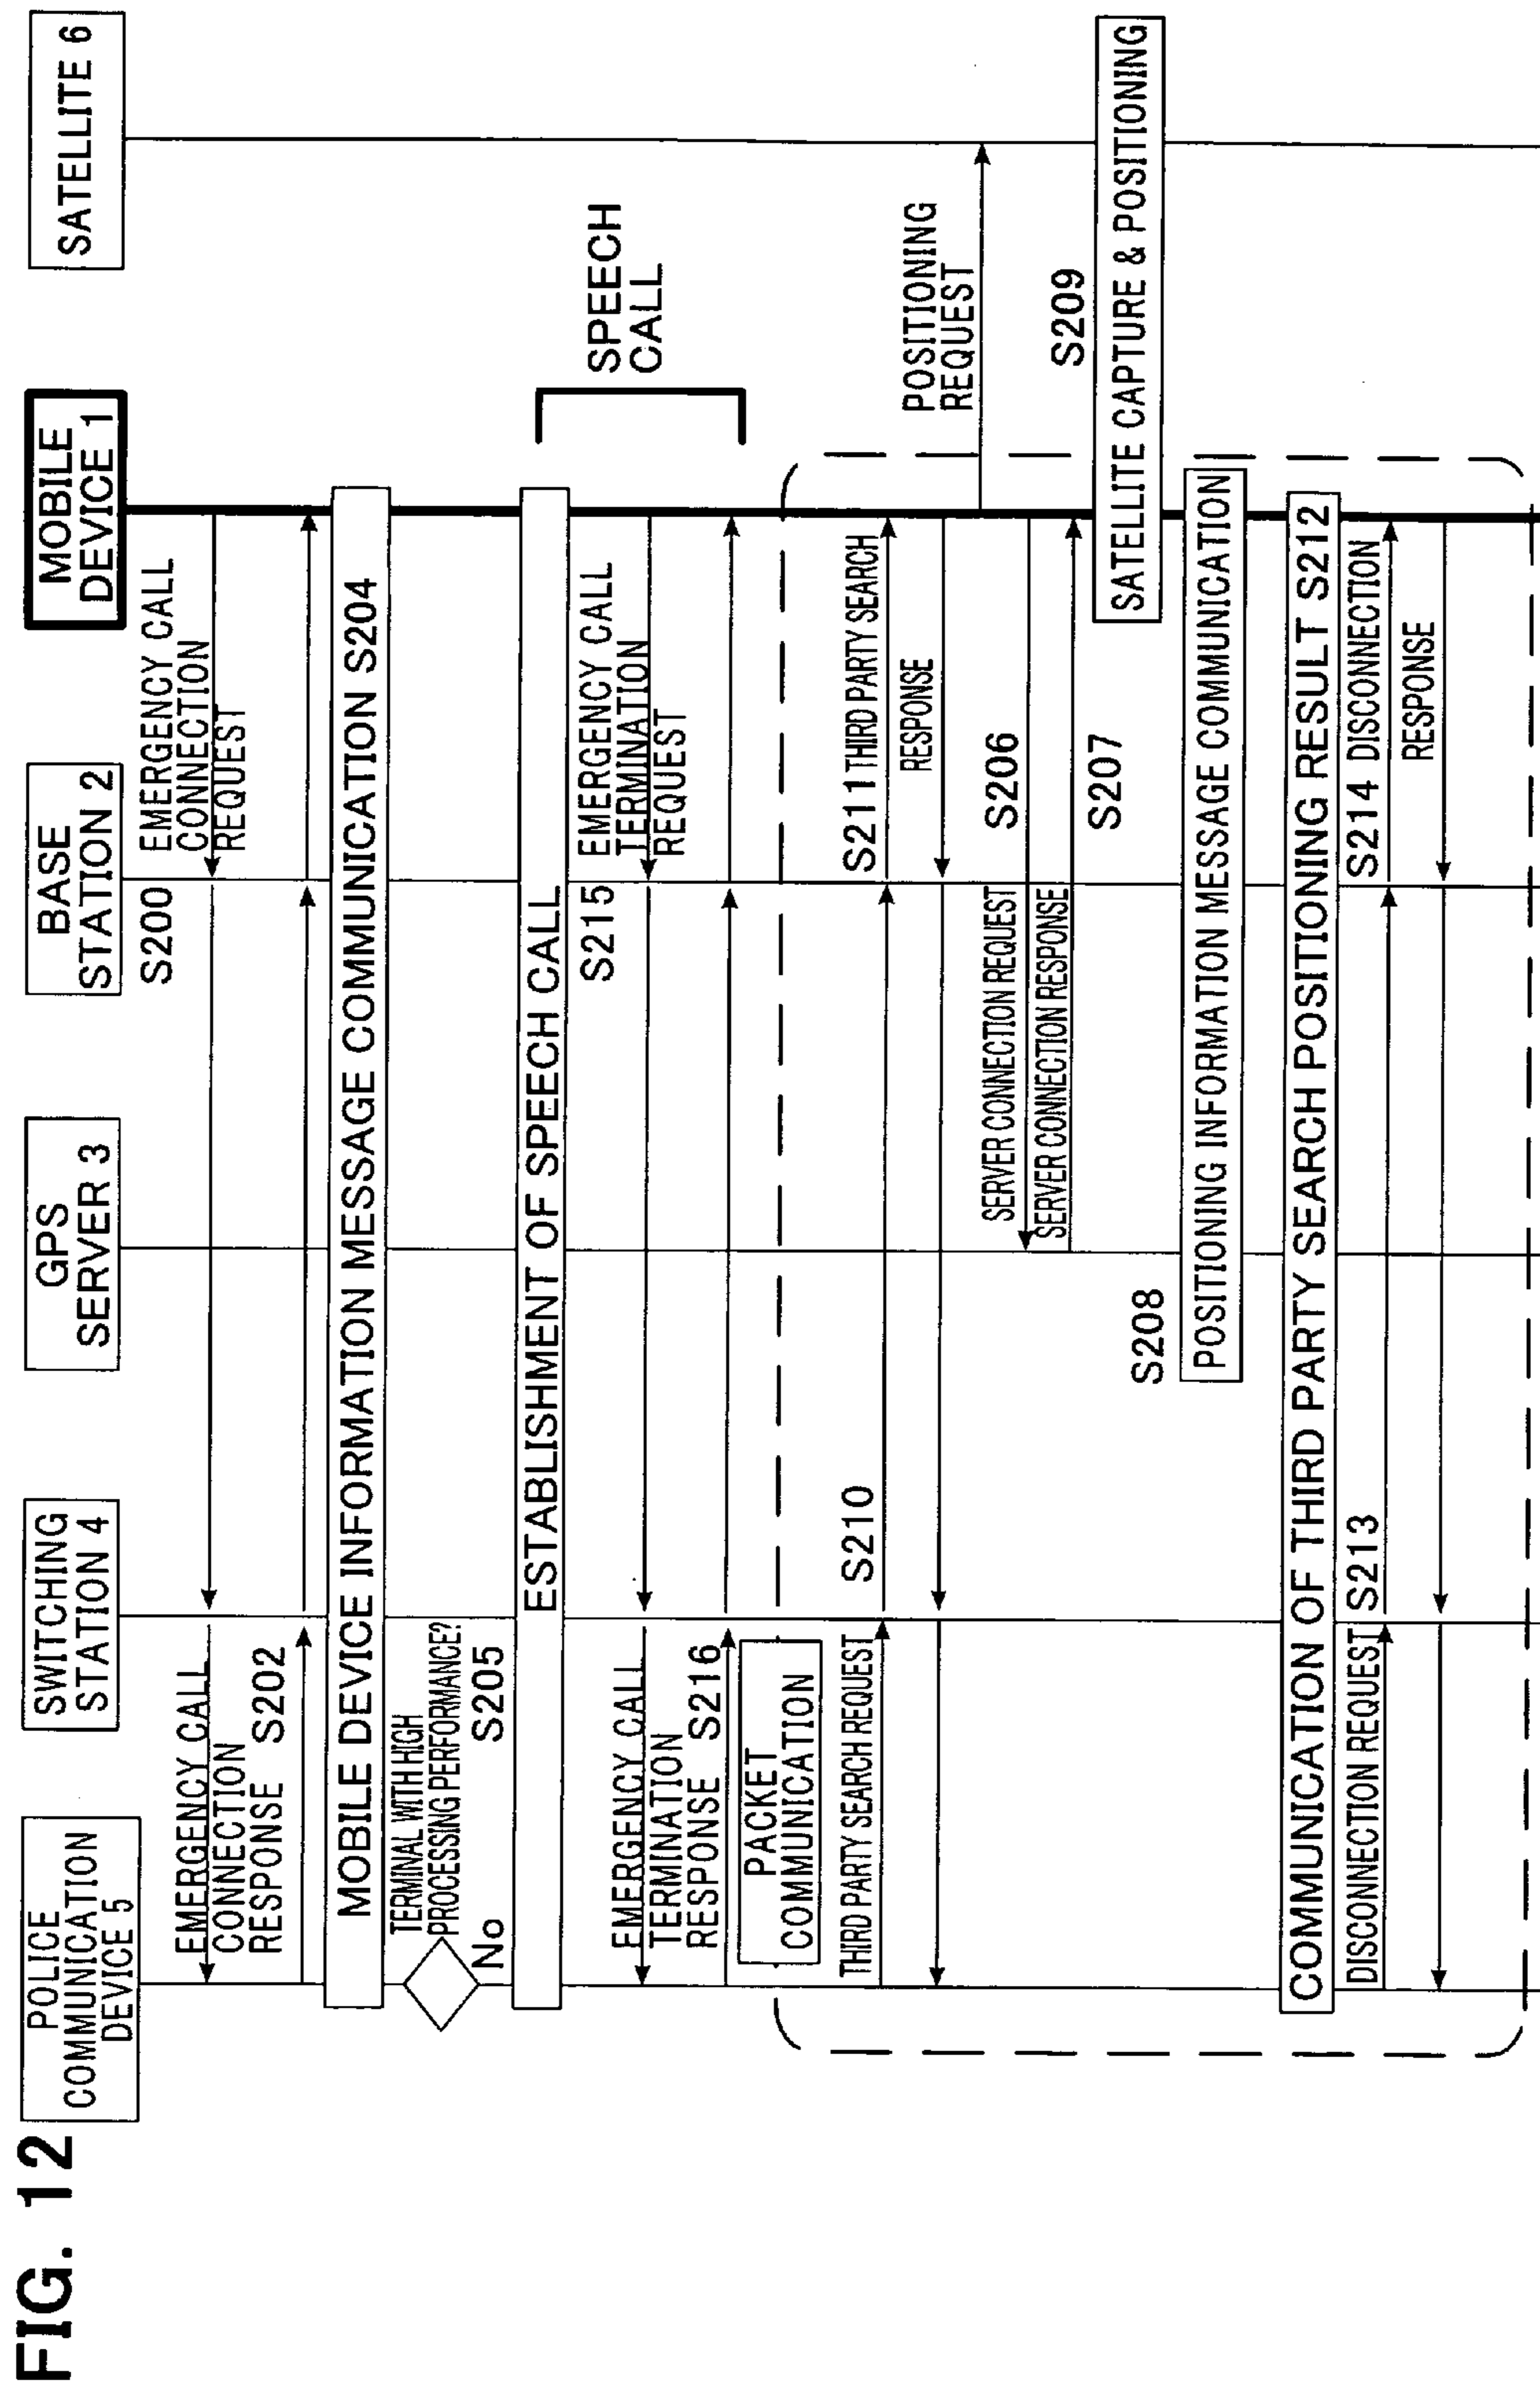 FIG. 12
POLICE
COMMUNICATION
DEVICE 5
SWITCHING
STATION 4
GPS
SERVER 3
BASE
STATION 2
MOBILE
DEVICE 1
SATELLITE 6
S200
EMERGENCY CALL
CONNECTION
REQUEST
EMERGENCY CALL
CONNECTION
RESPONSE S202
MOBILE DEVICE INFORMATION MESSAGE COMMUNICATION S204
TERMINAL WITH HIGH
PROCESSING PERFORMANCE?
No
S205
ESTABLISHMENT OF SPEECH CALL
SPEECH
CALL
S215
EMERGENCY CALL
TERMINATION
REQUEST
EMERGENCY CALL
TERMINATION
RESPONSE S216
PACKET
COMMUNICATION
THIRD PARTY SEARCH REQUEST
S210
S211 THIRD PARTY SEARCH
RESPONSE
POSITIONING
REQUEST
SERVER CONNECTION REQUEST
S206
SERVER CONNECTION RESPONSE
S207
S209
SATELLITE CAPTURE & POSITIONING
S208
POSITIONING INFORMATION MESSAGE COMMUNICATION
COMMUNICATION OF THIRD PARTY SEARCH POSITIONING RESULT S212
DISCONNECTION REQUEST
S213
S214 DISCONNECTION
RESPONSE